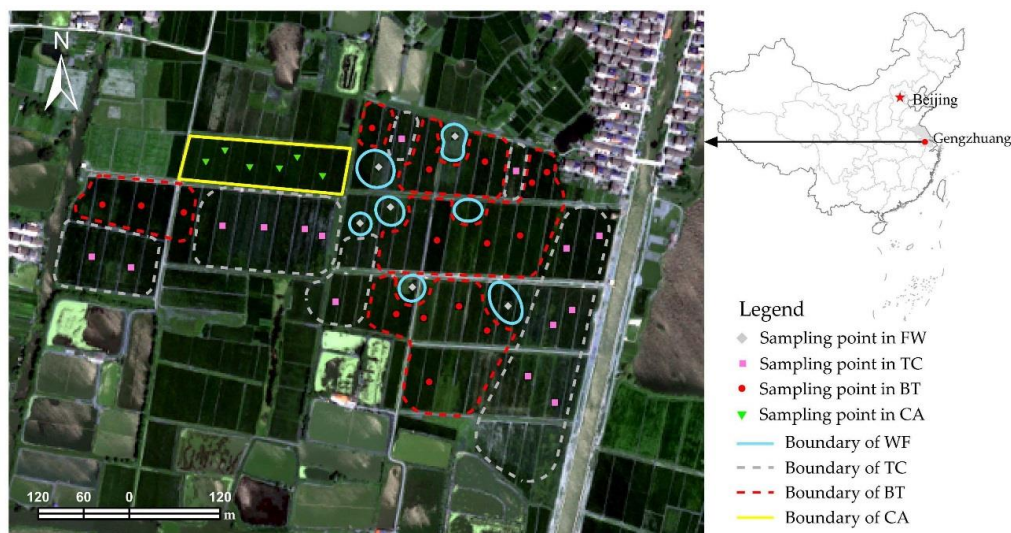 N
Beijing
Gengzhuang
Legend
Sampling point in FW
Sampling point in TC
Sampling point in BT
Sampling point in CA
Boundary of WF
Boundary of TC
Boundary of BT
Boundary of CA
120 60 0 120
m